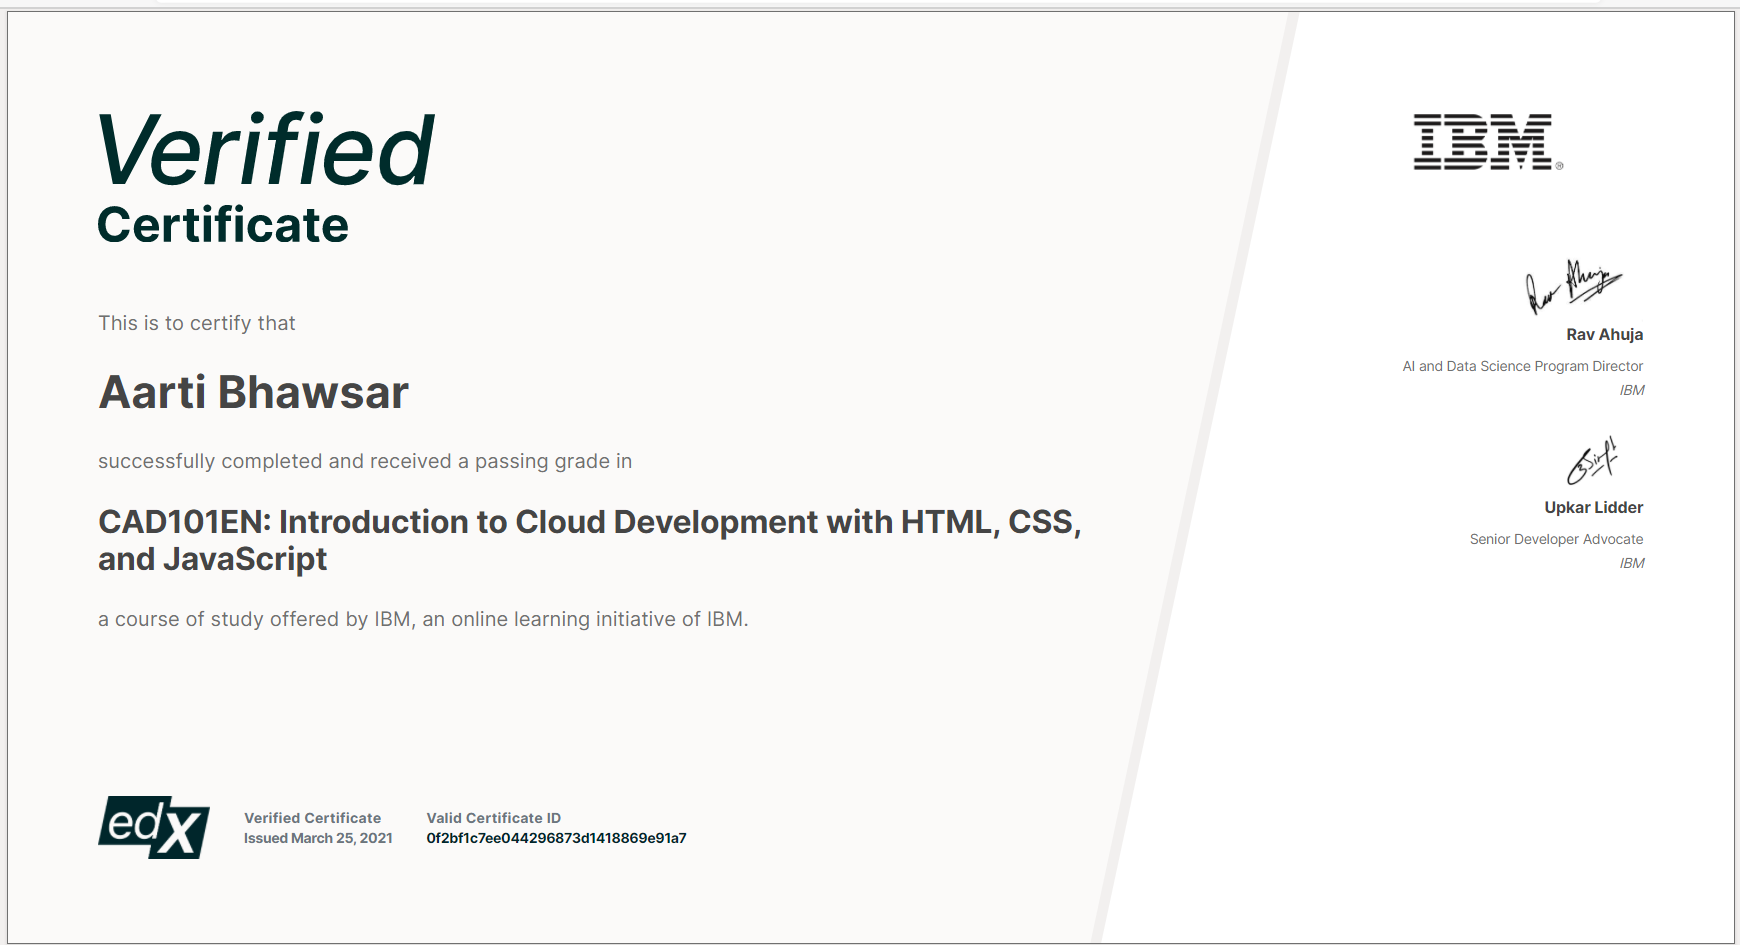 Verified
Certificate
This is to certify that
Aarti Bhawsar
successfully completed and received a passing grade in
CAD101EN: Introduction to Cloud Development with HTML, CSS,
and JavaScript
a course of study offered by IBM, an online learning initiative of IBM.
edX
Verified Certificate
Issued March 25, 2021
Valid Certificate ID
0f2bf1c7ee044296873d1418869e91a7
IBM®
Rav Ahuja
Rav Ahuja
AI and Data Science Program Director
IBM
Upkar Lidder
Senior Developer Advocate
IBM